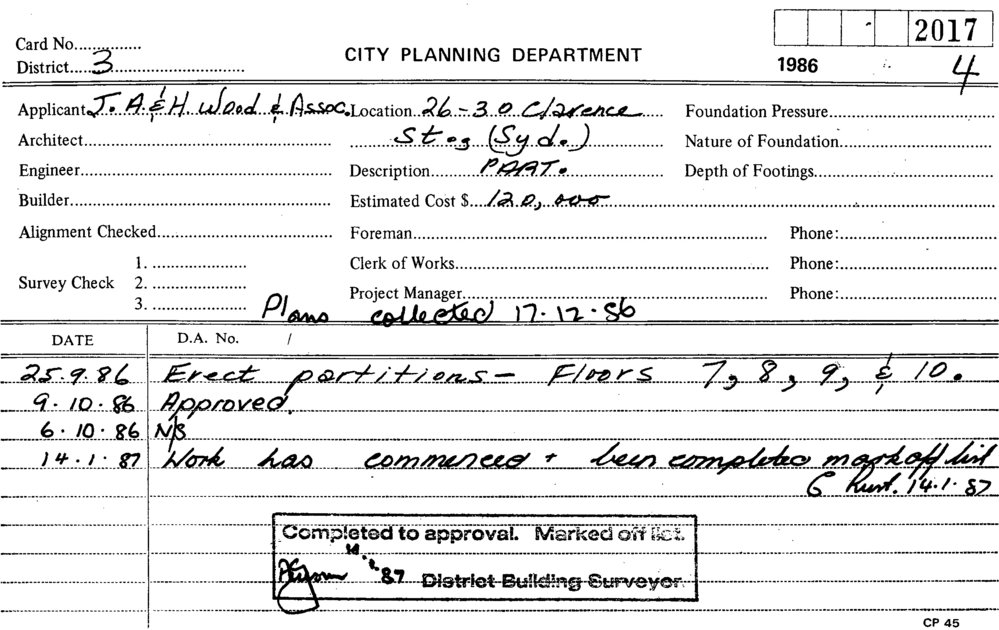 2017
Card No. CITY PLANNING DEPARTMENT
District 3 1986 4
Applicant J. A. & H. Wood & Assoc. Location 26-30 Clarence Foundation Pressure
Architect St., (Syd.) Nature of Foundation
Engineer Description PART. Depth of Footings
Builder Estimated Cost $ 120,000
Alignment Checked Foreman Phone:
1. Clerk of Works Phone:
Survey Check 2.
Project Manager Phone:
3. Plans collected 17.12.86
DATE D.A. No. /
25.9.86 Erect partitions - Floors 7, 8, 9, & 10.
9.10.86 Approved.
6.10.86 N/S
14.1.87 Work has commenced + been completed mark off list
G 14.1.87
Completed to approval. Marked off list.
87 District Building Surveyor.
CP 45